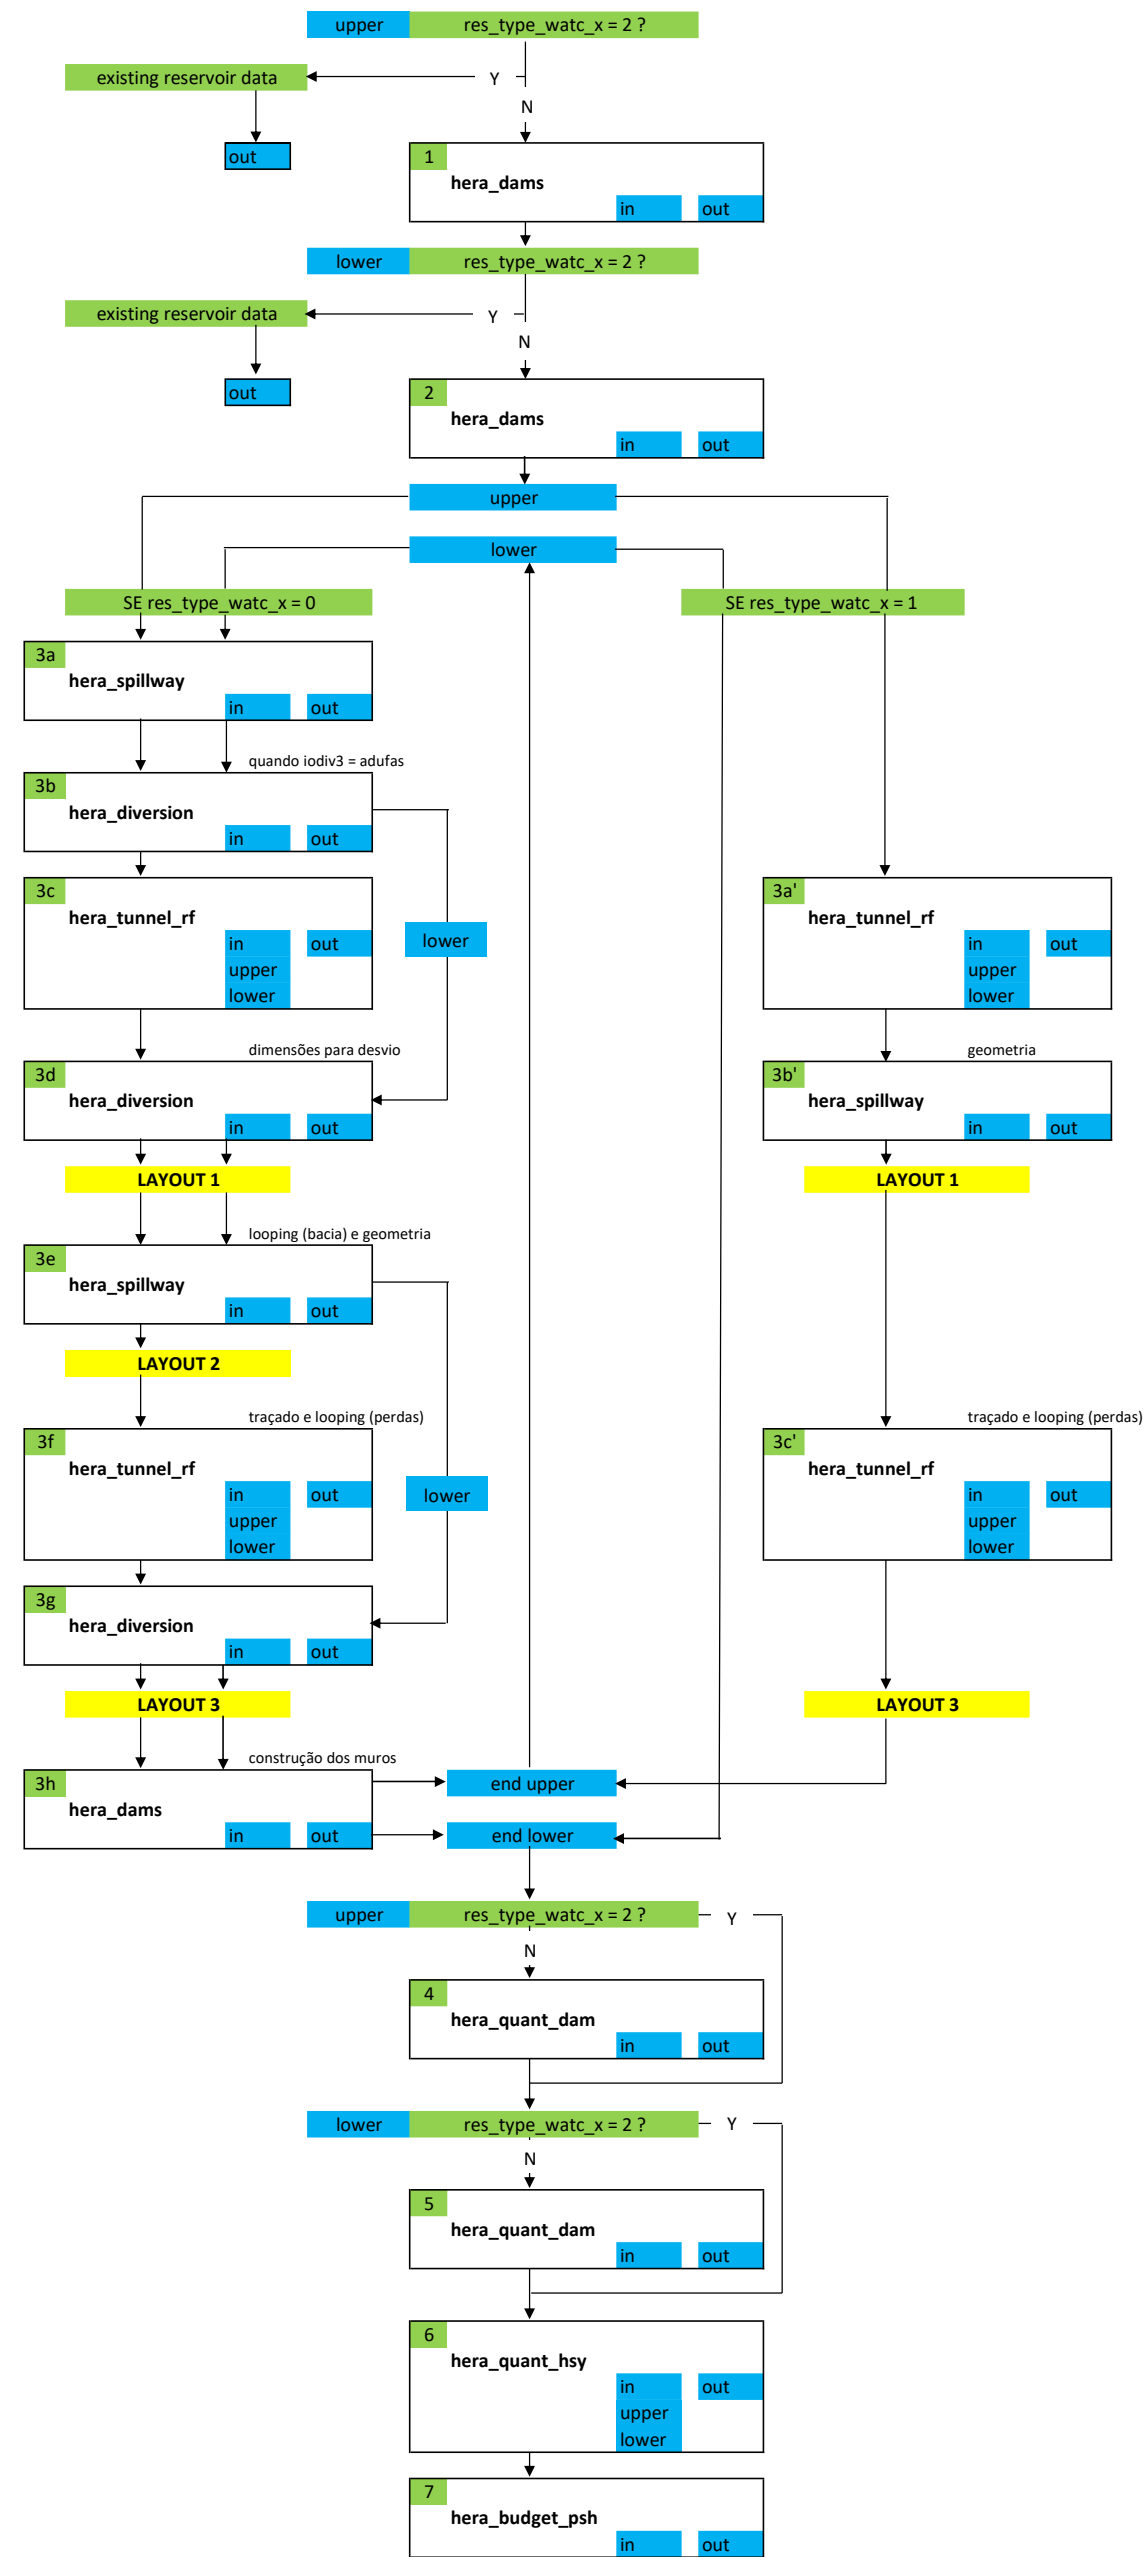 upper res_type_watc_x = 2 ?
existing reservoir data Y
N
out 1
hera_dams
in out
lower res_type_watc_x = 2 ?
existing reservoir data Y
N
out 2
hera_dams
in out
upper
lower
SE res_type_watc_x = 0 SE res_type_watc_x = 1
3a
hera_spillway
in out
quando iodiv3 = adufas
3b
hera_diversion
in out
3c 3a'
hera_tunnel_rf hera_tunnel_rf
in out lower in out
upper upper
lower lower
dimensões para desvio geometria
3d 3b'
hera_diversion hera_spillway
in out in out
LAYOUT 1 LAYOUT 1
looping (bacia) e geometria
3e
hera_spillway
in out
LAYOUT 2
traçado e looping (perdas) traçado e looping (perdas)
3f 3c'
hera_tunnel_rf hera_tunnel_rf
in out lower in out
upper upper
lower lower
3g
hera_diversion
in out
LAYOUT 3 LAYOUT 3
construção dos muros
3h end upper
hera_dams
in out end lower
upper res_type_watc_x = 2 ? Y
N
4
hera_quant_dam
in out
lower res_type_watc_x = 2 ? Y
N
5
hera_quant_dam
in out
6
hera_quant_hsy
in out
upper
lower
7
hera_budget_psh
in out